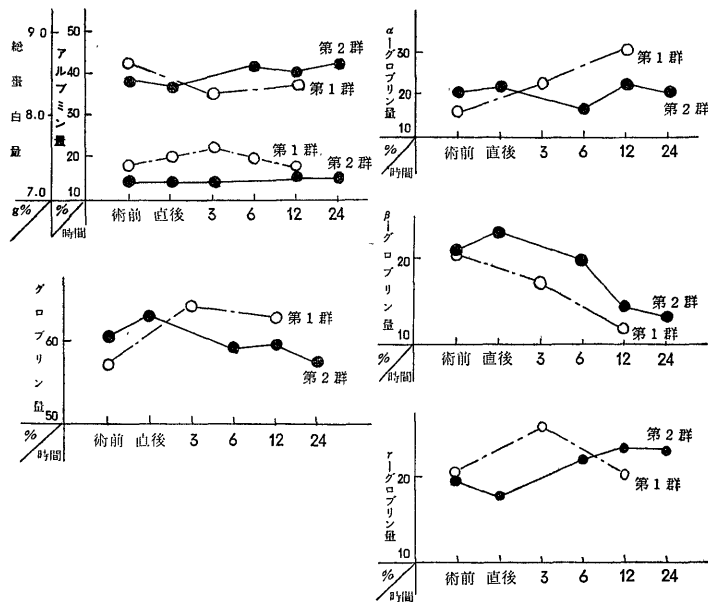 総蛋白量
9.0
8.0
7.0
g%
アルブミン量
50
40
30
20
10
%
第2群
第1群
第1群
第2群
術前 直後 3 6 12 24
時間
グロブリン量
60
50
%
第1群
第2群
術前 直後 3 6 12 24
時間
α-グロブリン量
30
20
10
%
第1群
第2群
術前 直後 3 6 12 24
時間
β-グロブリン量
20
10
%
第2群
第1群
術前 直後 3 6 12 24
時間
γ-グロブリン量
20
10
%
第2群
第1群
術前 直後 3 6 12 24
時間